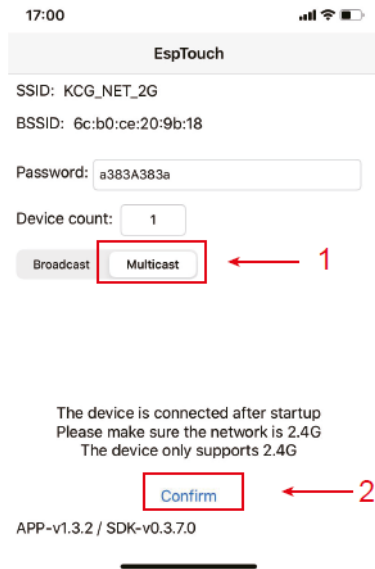 17:00
EspTouch
SSID: KCG_NET_2G
BSSID: 6c:b0:ce:20:9b:18
Password: a383A383a
Device count: 1
Broadcast Multicast 1
The device is connected after startup
Please make sure the network is 2.4G
The device only supports 2.4G
Confirm 2
APP-v1.3.2 / SDK-v0.3.7.0